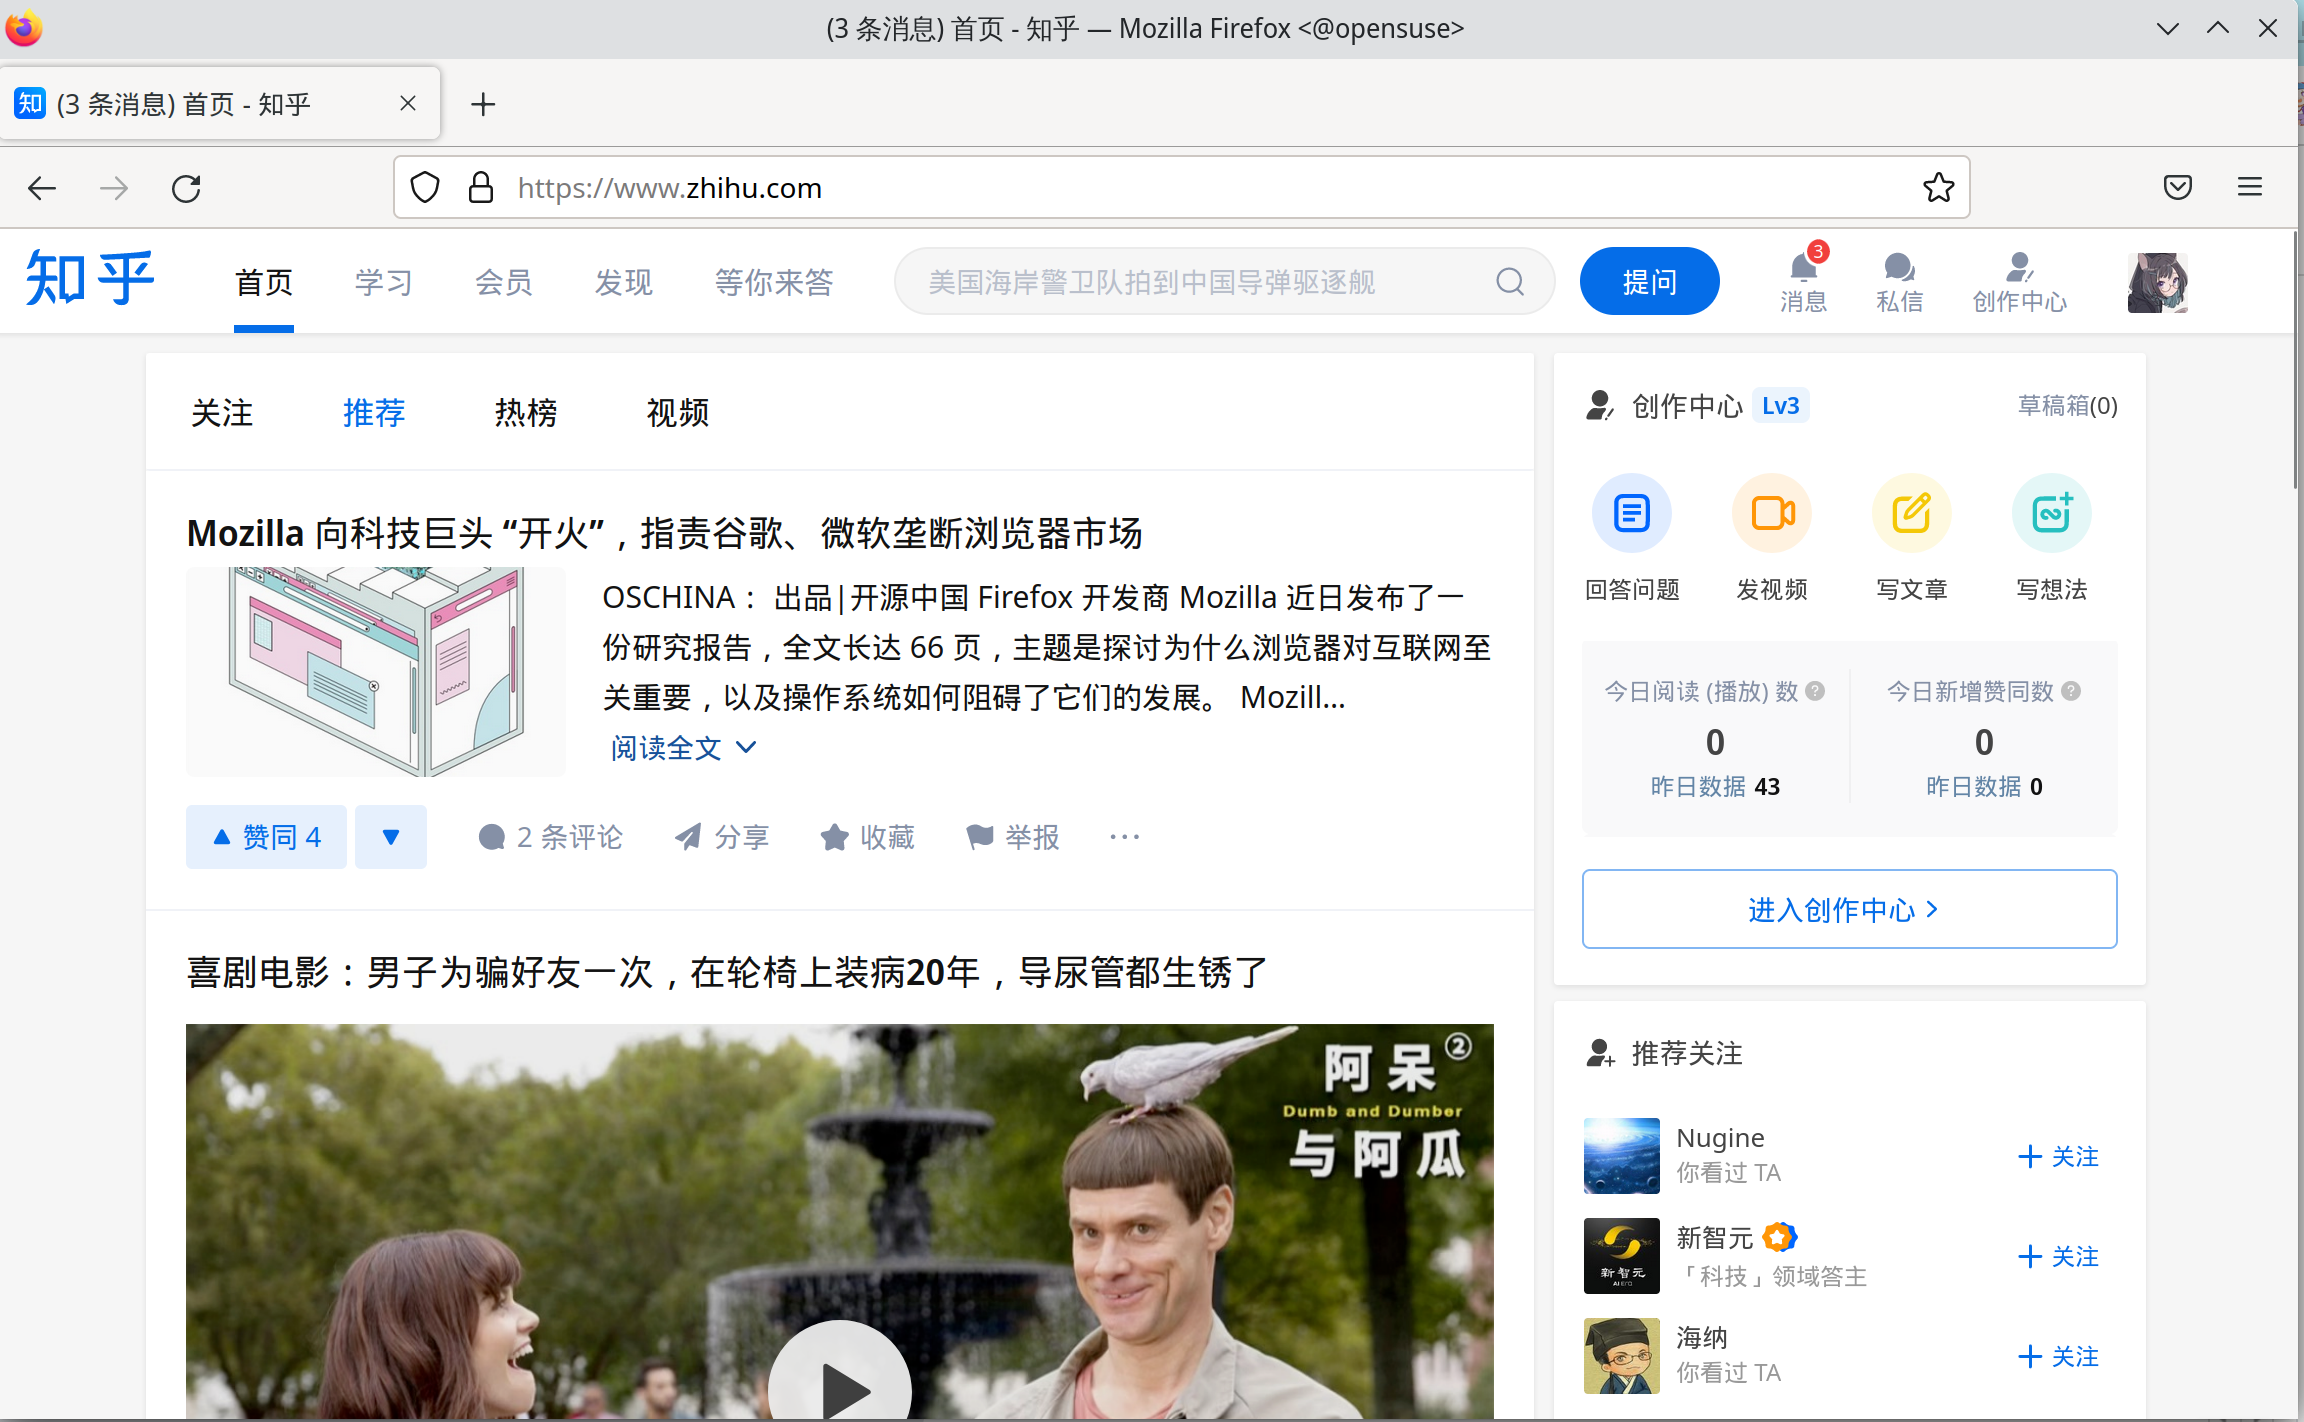 (3 条消息) 首页 - 知乎 — Mozilla Firefox <@opensuse>
知 (3 条消息) 首页 - 知乎
https://www.zhihu.com
知乎 首页 学习 会员 发现 等你来答 美国海岸警卫队拍到中国导弹驱逐舰 提问 3 消息 私信 创作中心
关注 推荐 热榜 视频
Mozilla 向科技巨头 “开火”，指责谷歌、微软垄断浏览器市场
OSCHINA： 出品|开源中国 Firefox 开发商 Mozilla 近日发布了一
份研究报告，全文长达 66 页，主题是探讨为什么浏览器对互联网至
关重要，以及操作系统如何阻碍了它们的发展。 Mozill...
阅读全文
赞同 4 2 条评论 分享 收藏 举报 ···
喜剧电影：男子为骗好友一次，在轮椅上装病20年，导尿管都生锈了
阿呆②
Dumb and Dumber
与阿瓜
创作中心 Lv3 草稿箱(0)
回答问题 发视频 写文章 写想法
今日阅读 (播放) 数 ? 今日新增赞同数 ?
0 0
昨日数据 43 昨日数据 0
进入创作中心
推荐关注
Nugine
你看过 TA
关注
新智元
AI ERA
新智元
「科技」领域答主
关注
海纳
你看过 TA
关注